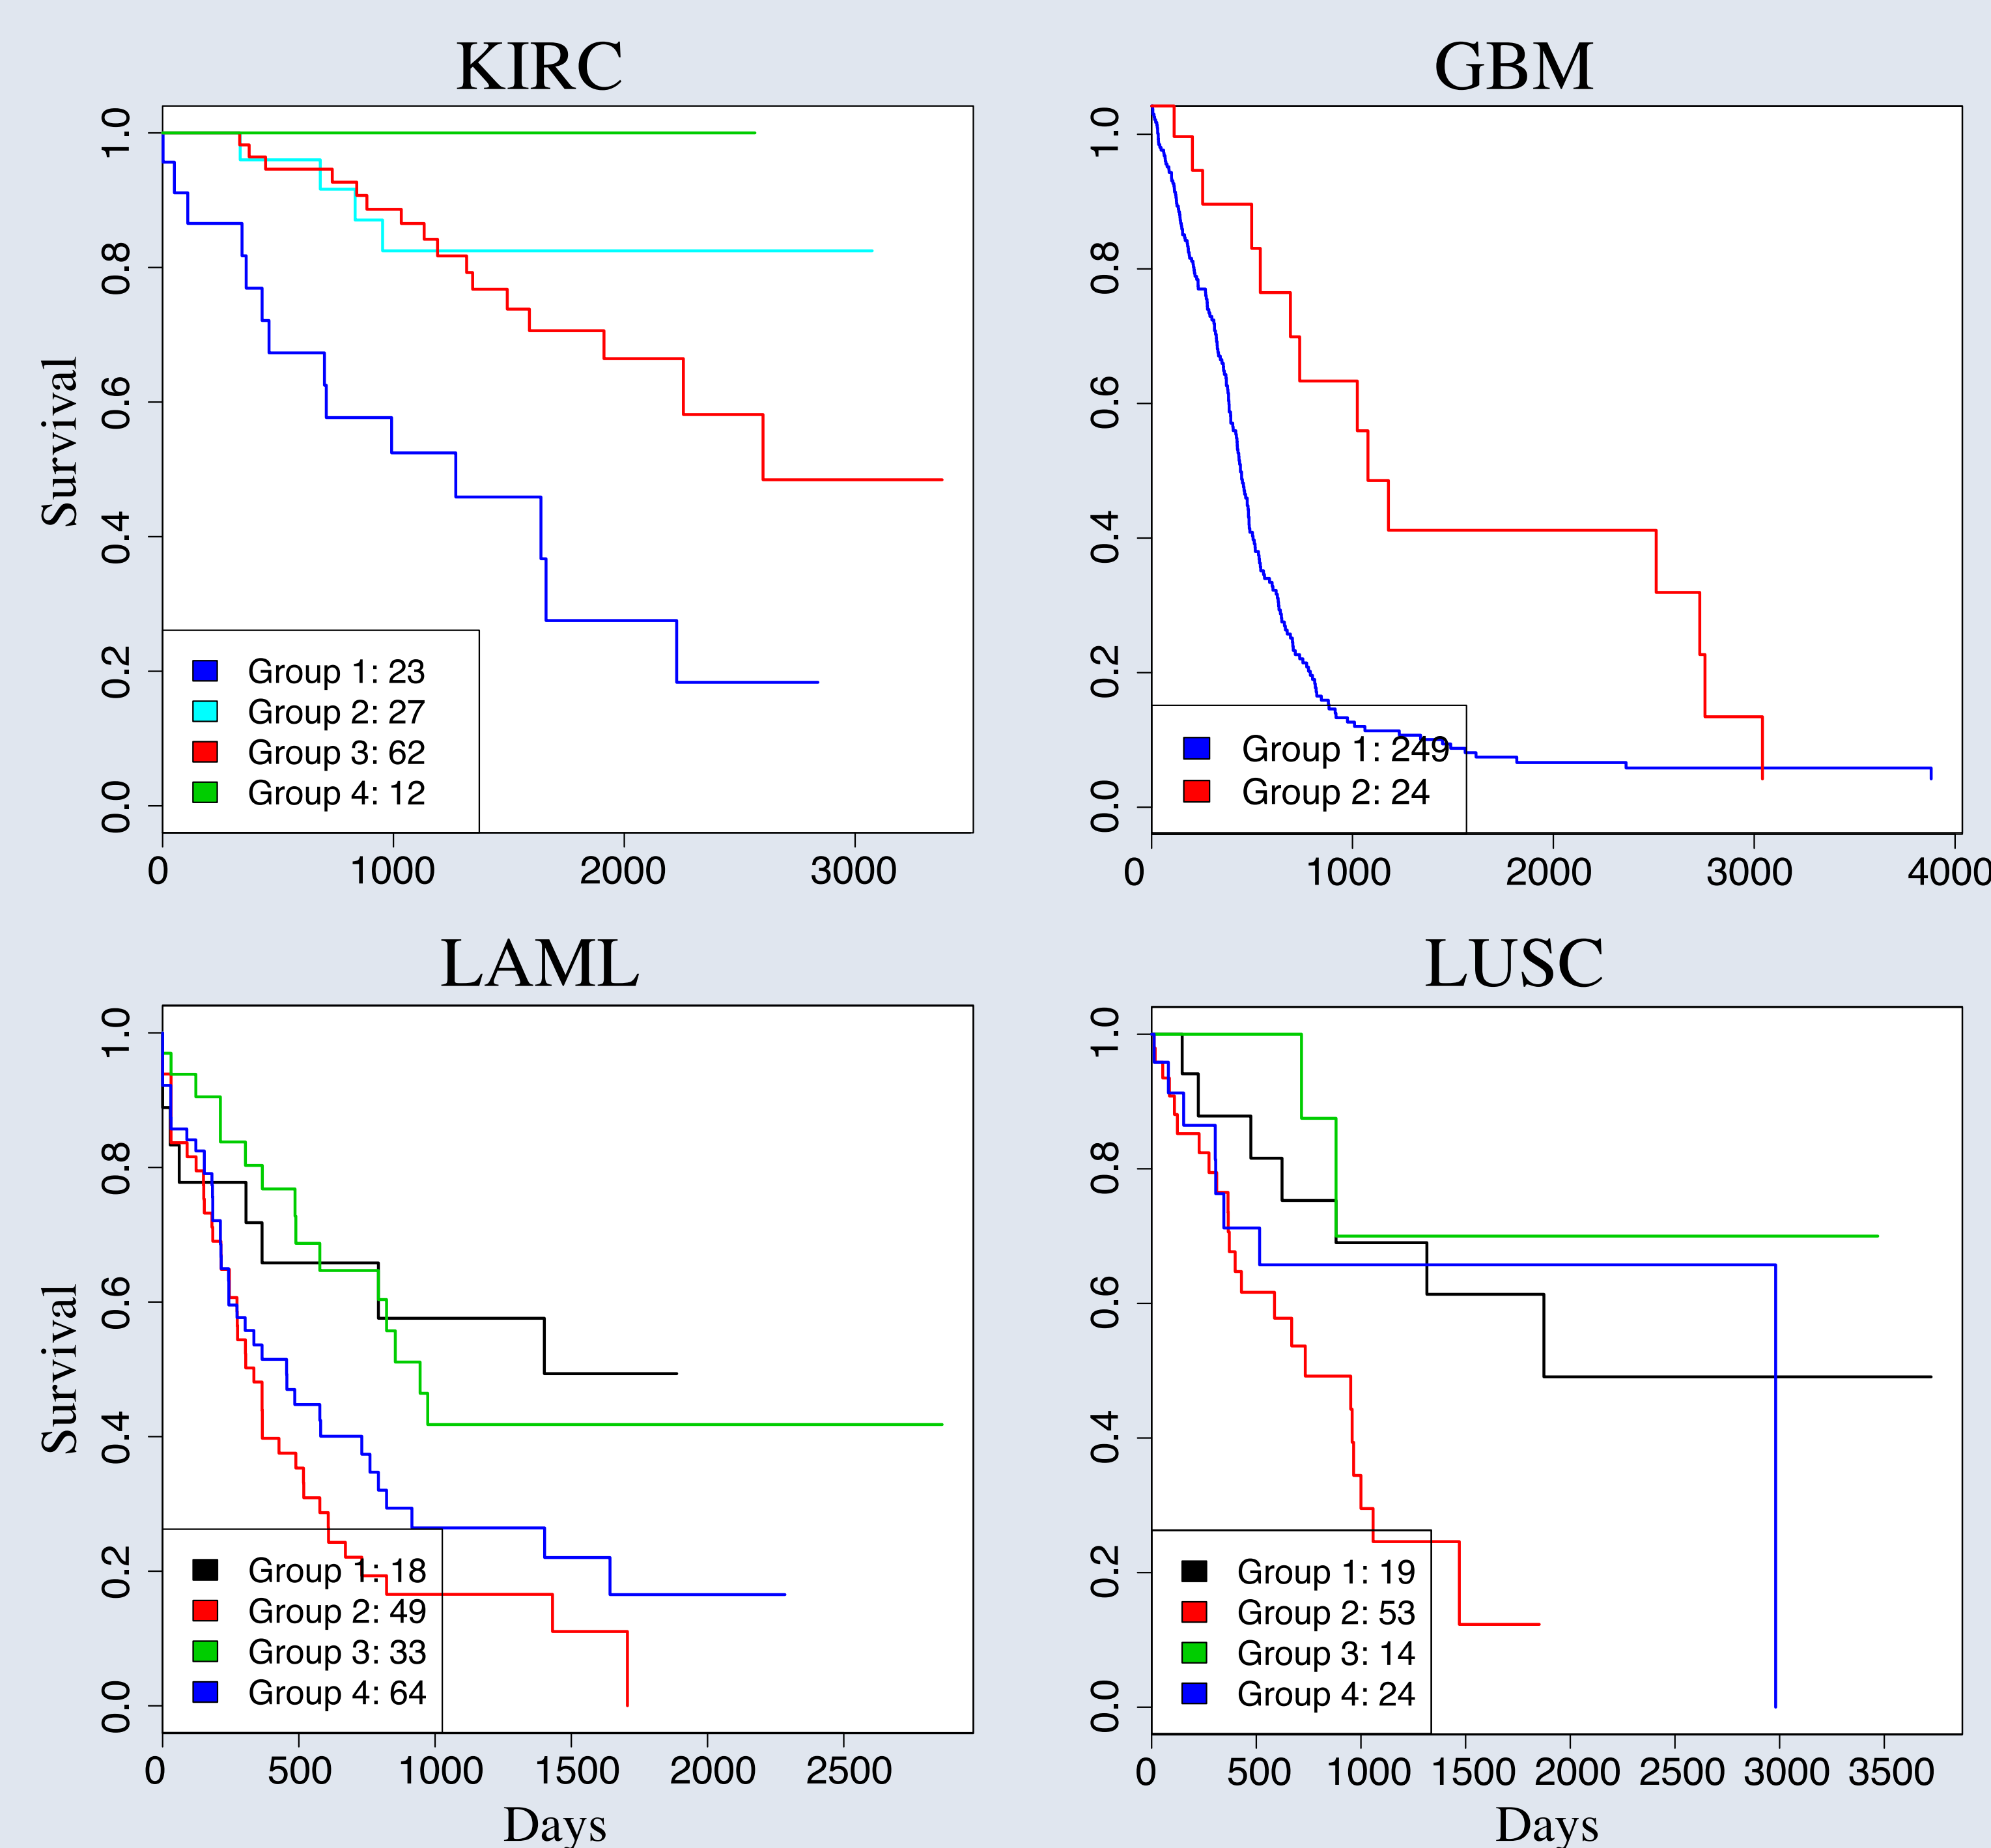 KIRC
Survival
1.0
0.8
0.6
0.4
0.2
0.0
Group 1: 23
Group 2: 27
Group 3: 62
Group 4: 12
0 1000 2000 3000
GBM
1.0
0.8
0.6
0.4
0.2
0.0
Group 1: 249
Group 2: 24
0 1000 2000 3000 4000
LAML
Survival
1.0
0.8
0.6
0.4
0.2
0.0
Group 1: 18
Group 2: 49
Group 3: 33
Group 4: 64
0 500 1000 1500 2000 2500
Days
LUSC
1.0
0.8
0.6
0.4
0.2
0.0
Group 1: 19
Group 2: 53
Group 3: 14
Group 4: 24
0 500 1000 1500 2000 2500 3000 3500
Days